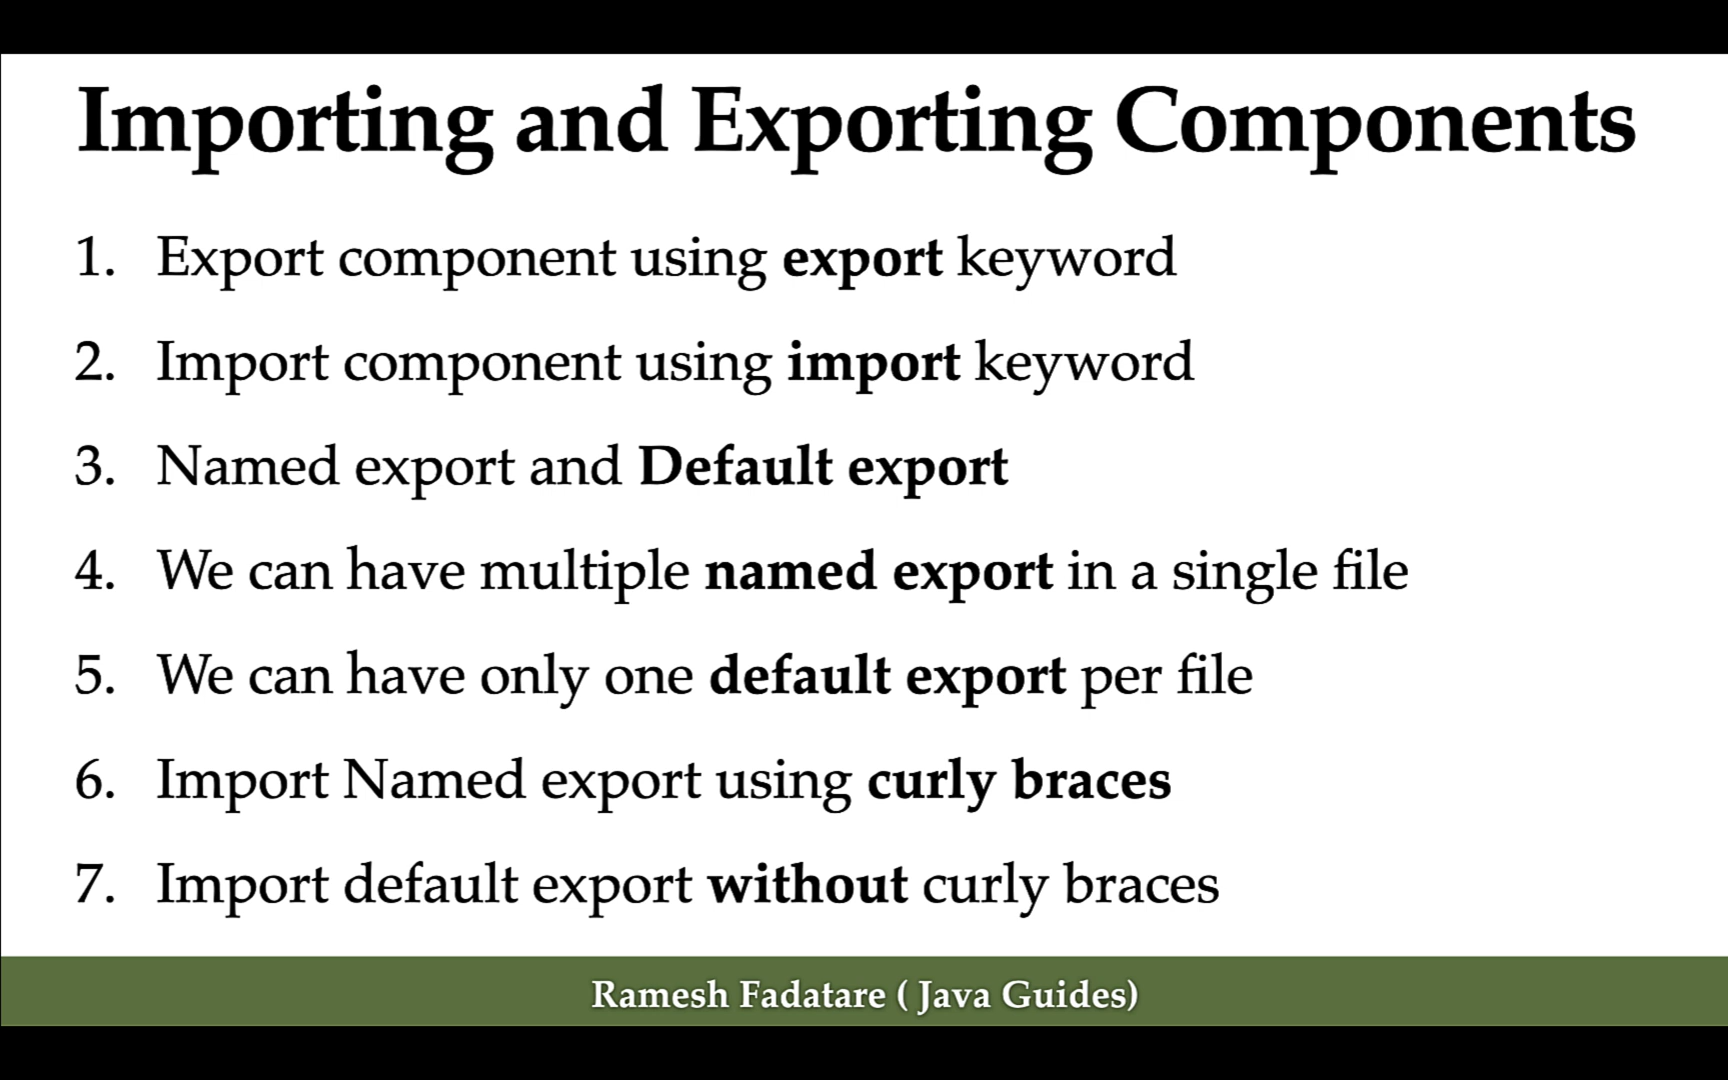 Importing and Exporting Components
1. Export component using export keyword
2. Import component using import keyword
3. Named export and Default export
4. We can have multiple named export in a single file
5. We can have only one default export per file
6. Import Named export using curly braces
7. Import default export without curly braces
Ramesh Fadatare ( Java Guides)